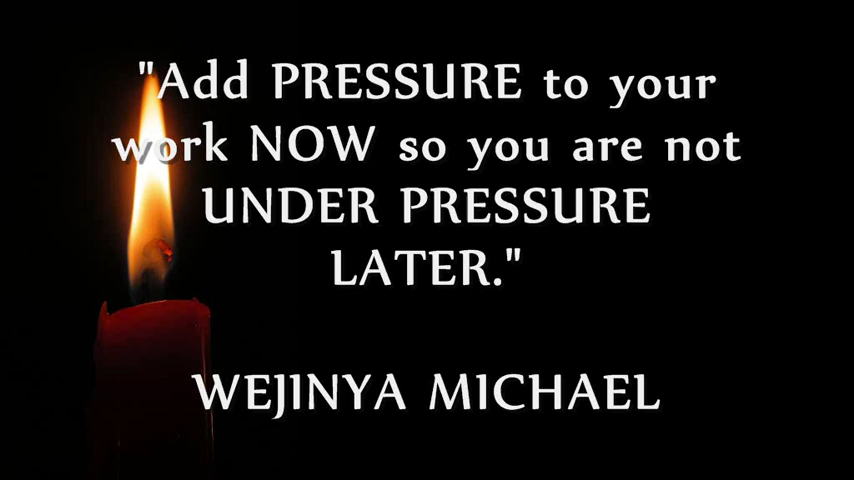 "Add PRESSURE to your
work NOW so you are not
UNDER PRESSURE
LATER."
WEJINYA MICHAEL